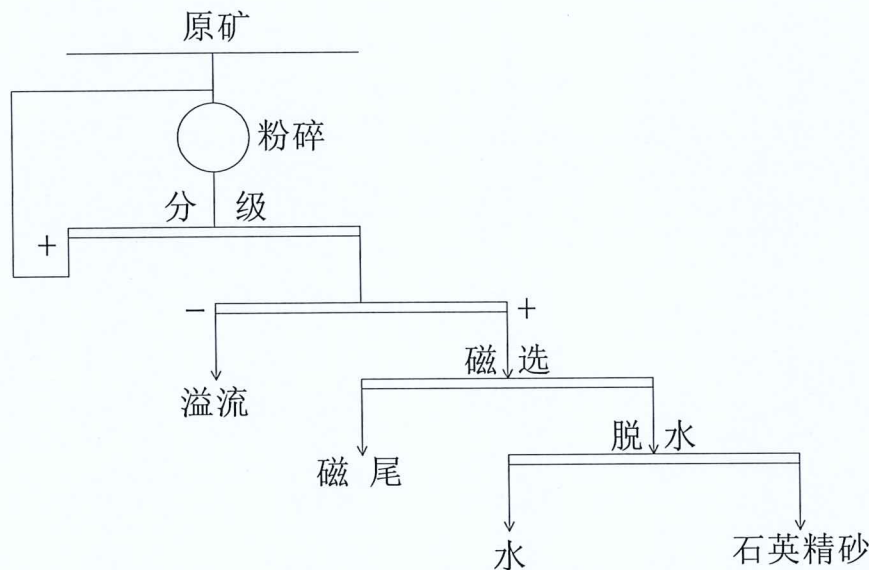 原矿
粉碎
分 级
+
− +
磁 选
溢流
脱 水
磁 尾
水 石英精砂